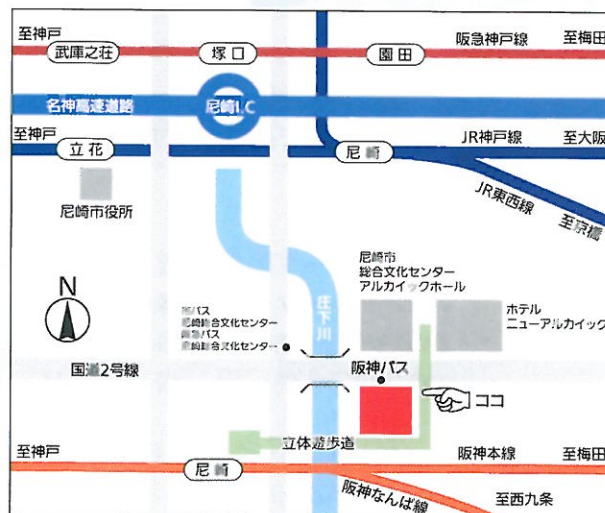 至神戸
武庫之荘
塚口
園田
阪急神戸線
至梅田
名神高速道路
尼崎I.C
至神戸
立花
尼崎
JR神戸線
至大阪
JR東西線
至京橋
尼崎市役所
尼崎市
総合文化センター
アルカイックホール
ホテル
ニューアルカイック
庄下川
N
市バス
尼崎総合文化センター
阪急バス
尼崎総合文化センター
国道2号線
阪神バス
ココ
立体遊歩道
至神戸
尼崎
阪神本線
至梅田
阪神なんば線
至西九条